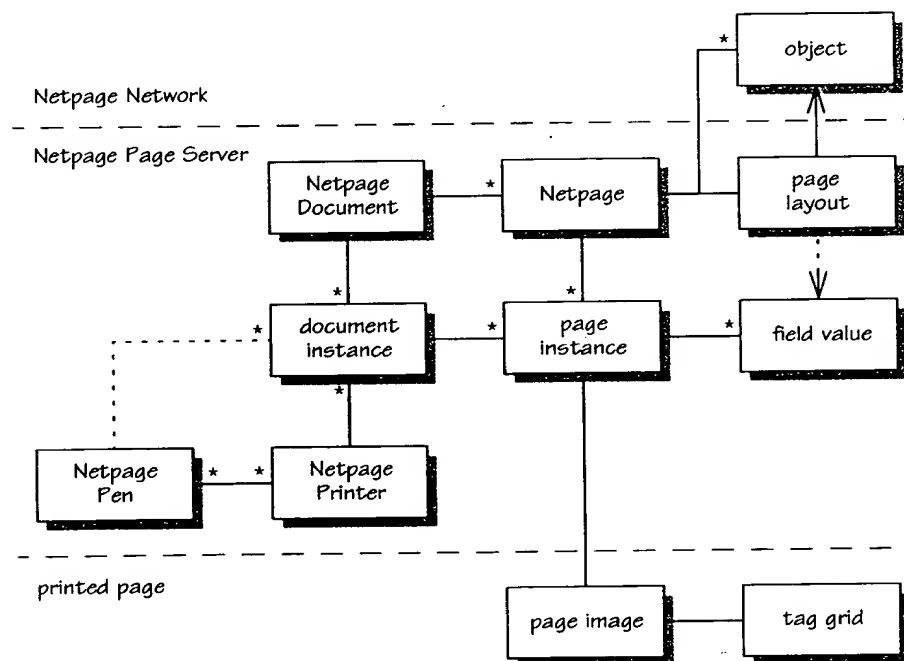 *
object
Netpage Network
Netpage Page Server
Netpage
Document
*
Netpage
page
layout
*
*
*
document
instance
*
page
instance
*
field value
*
Netpage
Pen
*
*
Netpage
Printer
printed page
page image
tag grid